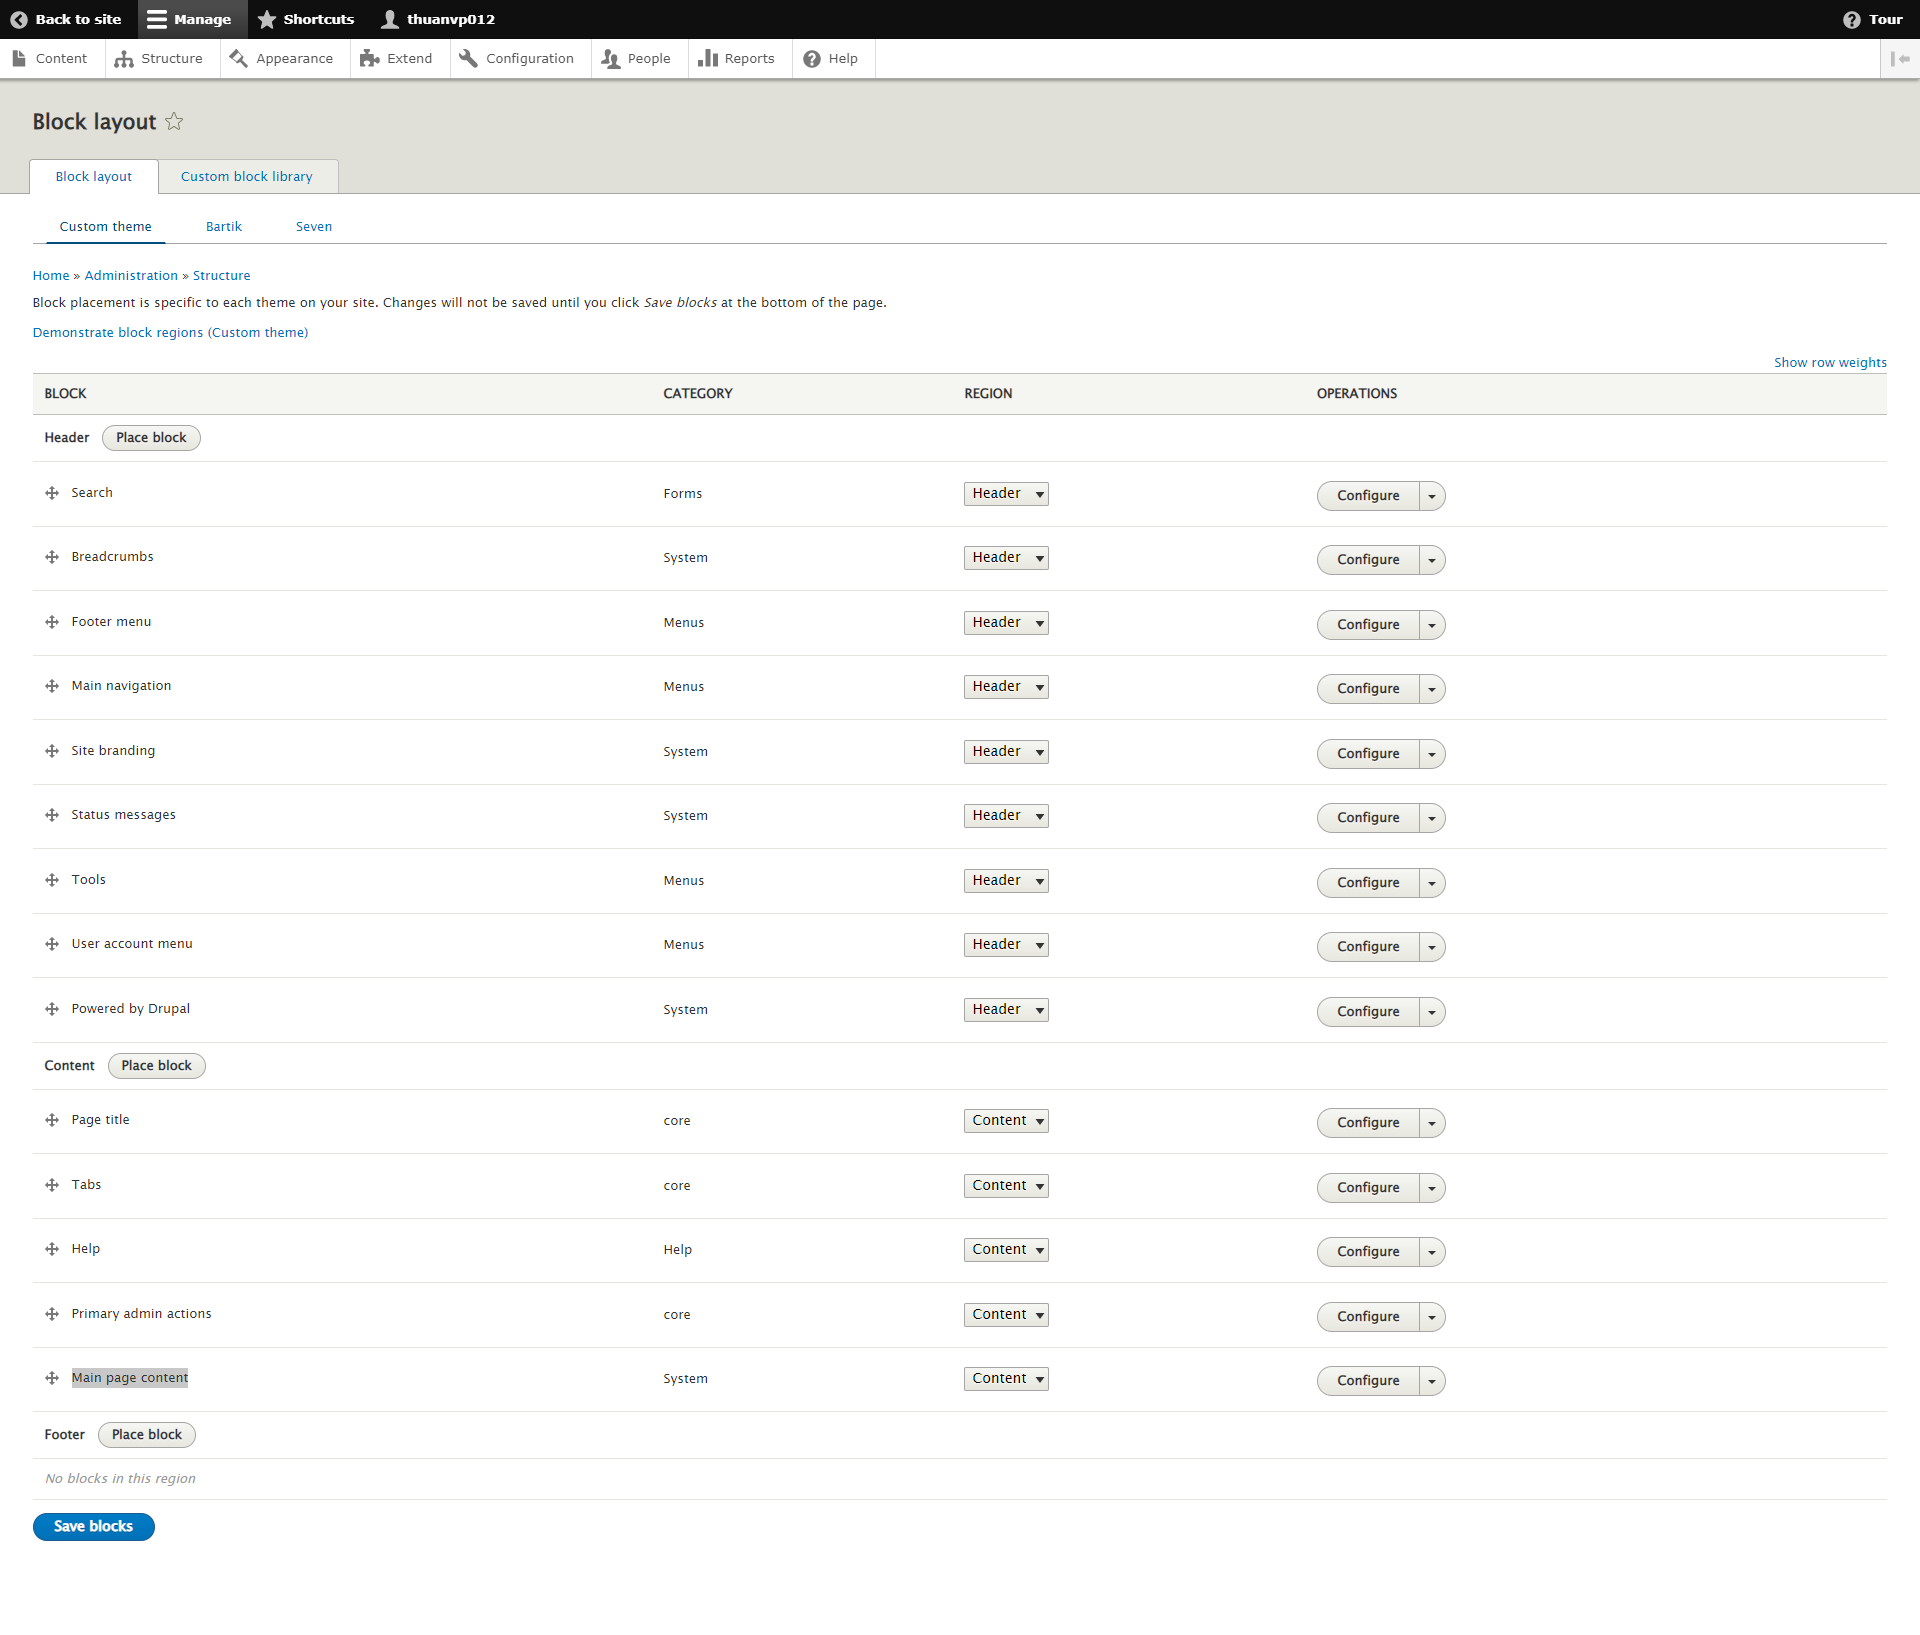 Back to site Manage Shortcuts thuanvp012 Tour
Content Structure Appearance Extend Configuration People Reports Help
Block layout
Block layout Custom block library
Custom theme Bartik Seven
Home » Administration » Structure
Block placement is specific to each theme on your site. Changes will not be saved until you click Save blocks at the bottom of the page.
Demonstrate block regions (Custom theme)
Show row weights
BLOCK CATEGORY REGION OPERATIONS
Header Place block
Search Forms Header Configure
Breadcrumbs System Header Configure
Footer menu Menus Header Configure
Main navigation Menus Header Configure
Site branding System Header Configure
Status messages System Header Configure
Tools Menus Header Configure
User account menu Menus Header Configure
Powered by Drupal System Header Configure
Content Place block
Page title core Content Configure
Tabs core Content Configure
Help Help Content Configure
Primary admin actions core Content Configure
Main page content System Content Configure
Footer Place block
No blocks in this region
Save blocks